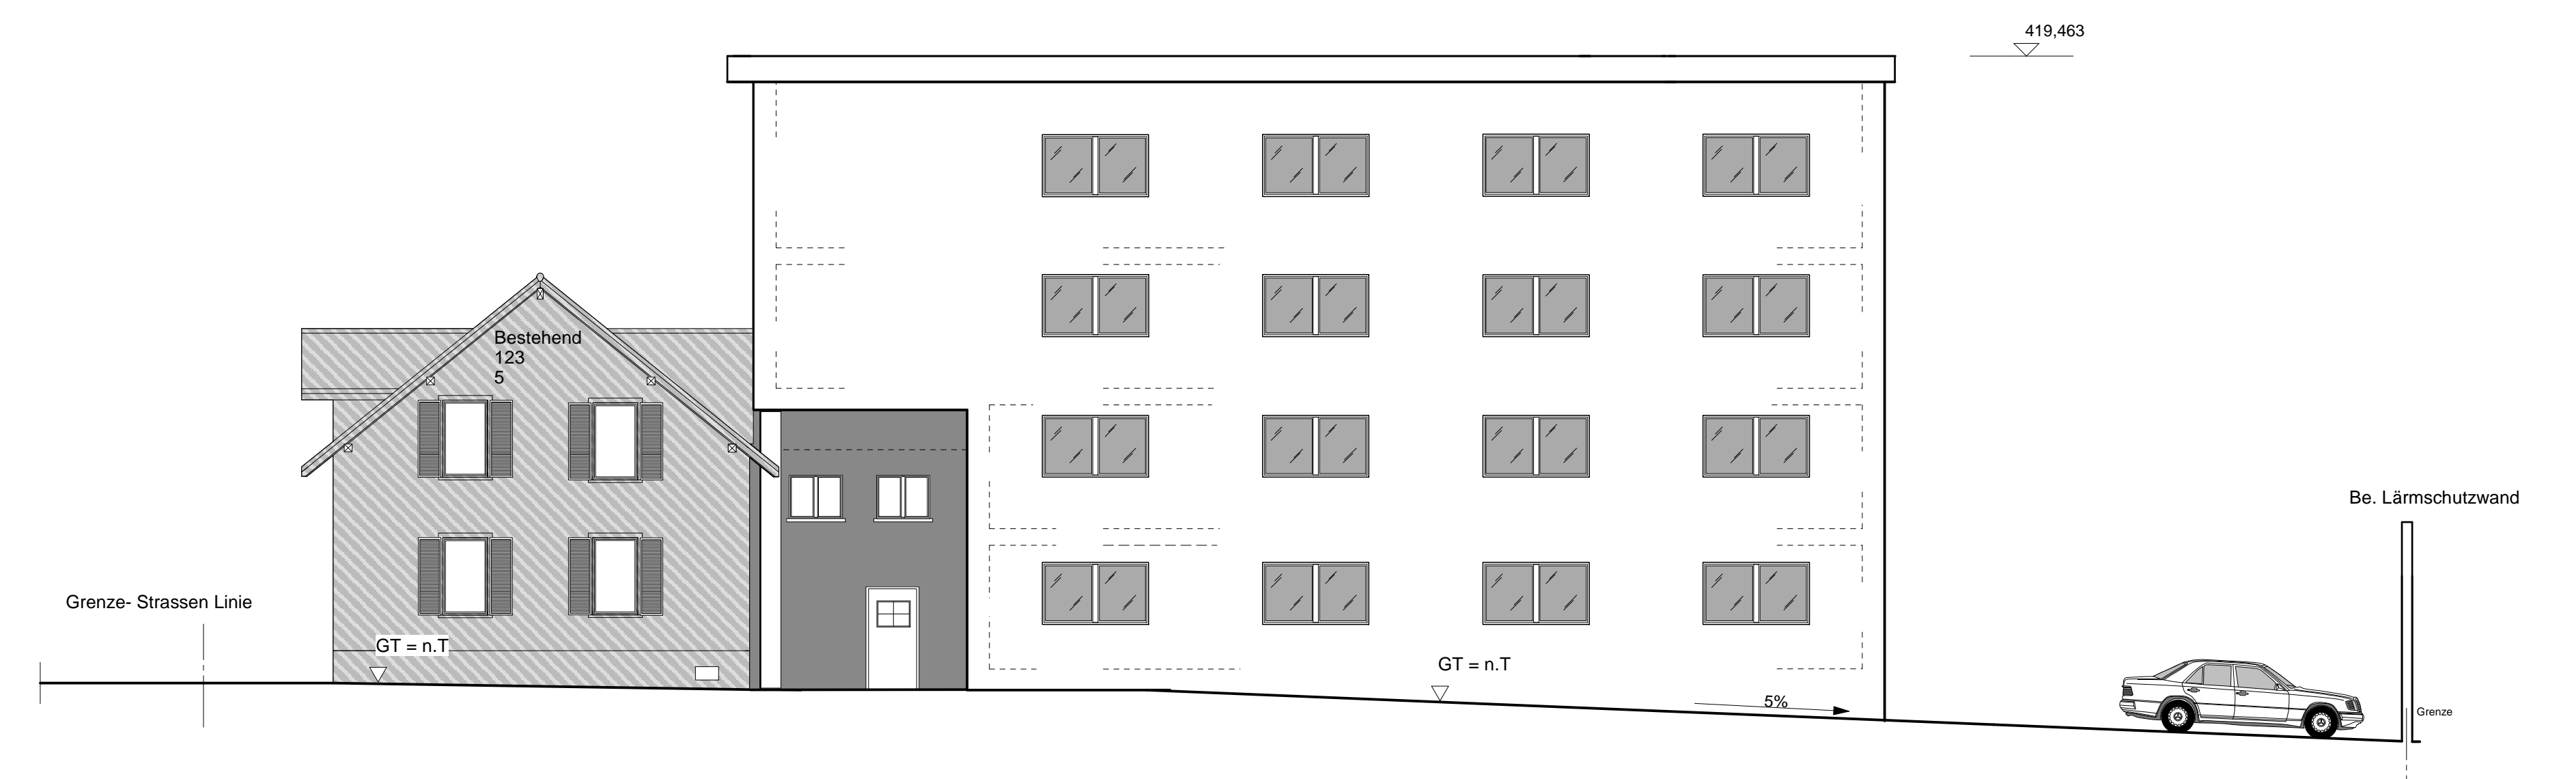 419,463
Bestehend
123
5
Be. Lärmschutzwand
Grenze- Strassen Linie
GT = n.T
GT = n.T
5%
Grenze